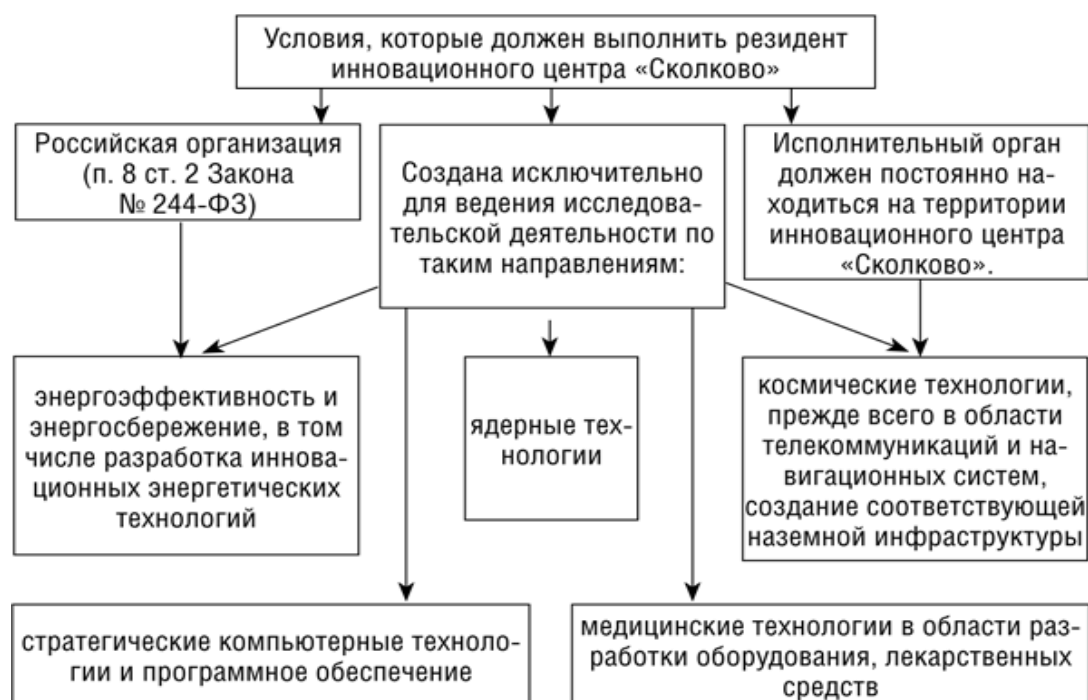 Условия, которые должен выполнить резидент
инновационного центра «Сколково»
Российская организация
(п. 8 ст. 2 Закона
№ 244-ФЗ)
Создана исключительно
для ведения исследова-
тельской деятельности по
таким направлениям:
Исполнительный орган
должен постоянно на-
ходиться на территории
инновационного центра
«Сколково».
энергоэффективность и
энергосбережение, в том
числе разработка иннова-
ционных энергетических
технологий
ядерные тех-
нологии
космические технологии,
прежде всего в области
телекоммуникаций и на-
вигационных систем,
создание соответствующей
наземной инфраструктуры
стратегические компьютерные техноло-
гии и программное обеспечение
медицинские технологии в области раз-
работки оборудования, лекарственных
средств